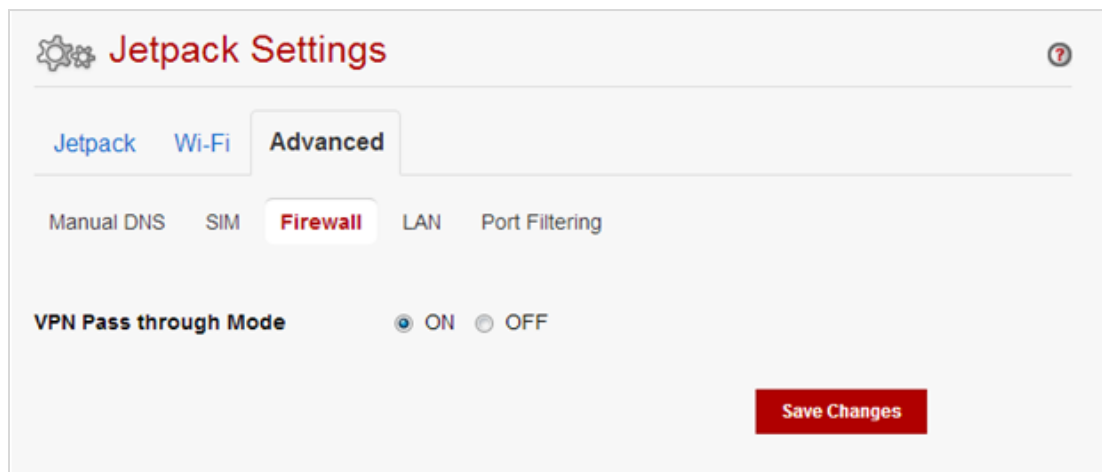 Jetpack Settings
?
Jetpack Wi-Fi Advanced
Manual DNS SIM Firewall LAN Port Filtering
VPN Pass through Mode ON OFF
Save Changes